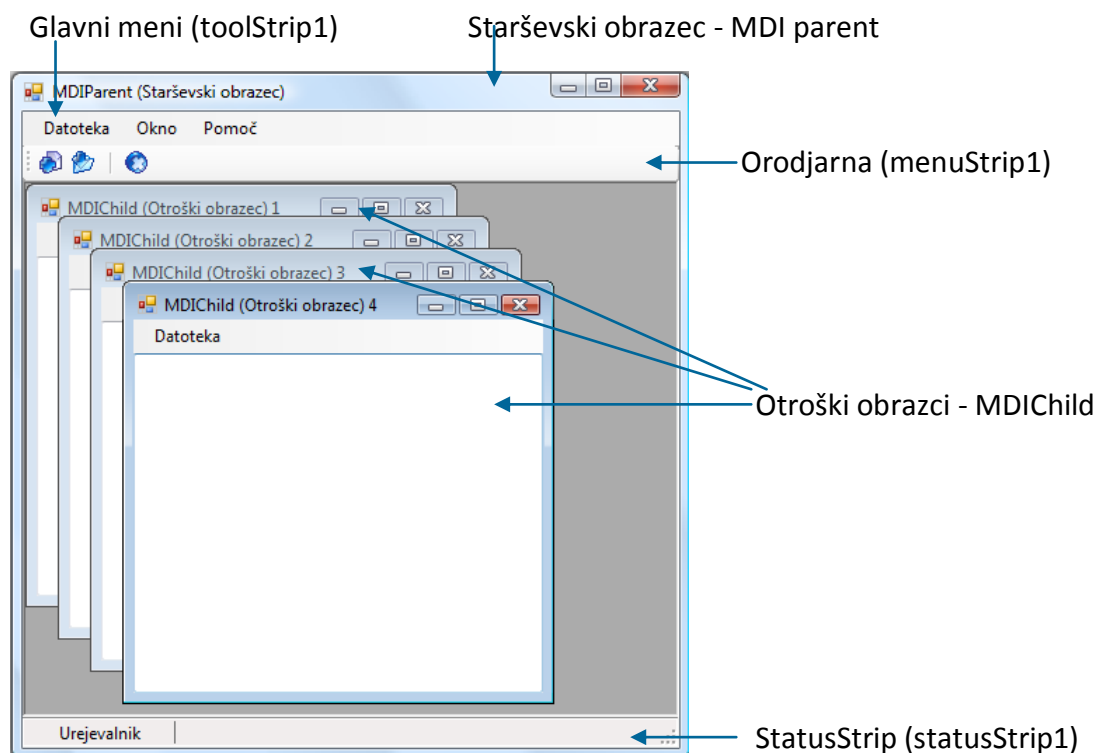 Glavni meni (toolStrip1)
Starševski obrazec - MDI parent
MDIParent (Starševski obrazec)
Datoteka Okno Pomoč
Orodjarna (menuStrip1)
MDIChild (Otroški obrazec) 1
MDIChild (Otroški obrazec) 2
MDIChild (Otroški obrazec) 3
MDIChild (Otroški obrazec) 4
Datoteka
Otroški obrazci - MDIChild
Urejevalnik
StatusStrip (statusStrip1)